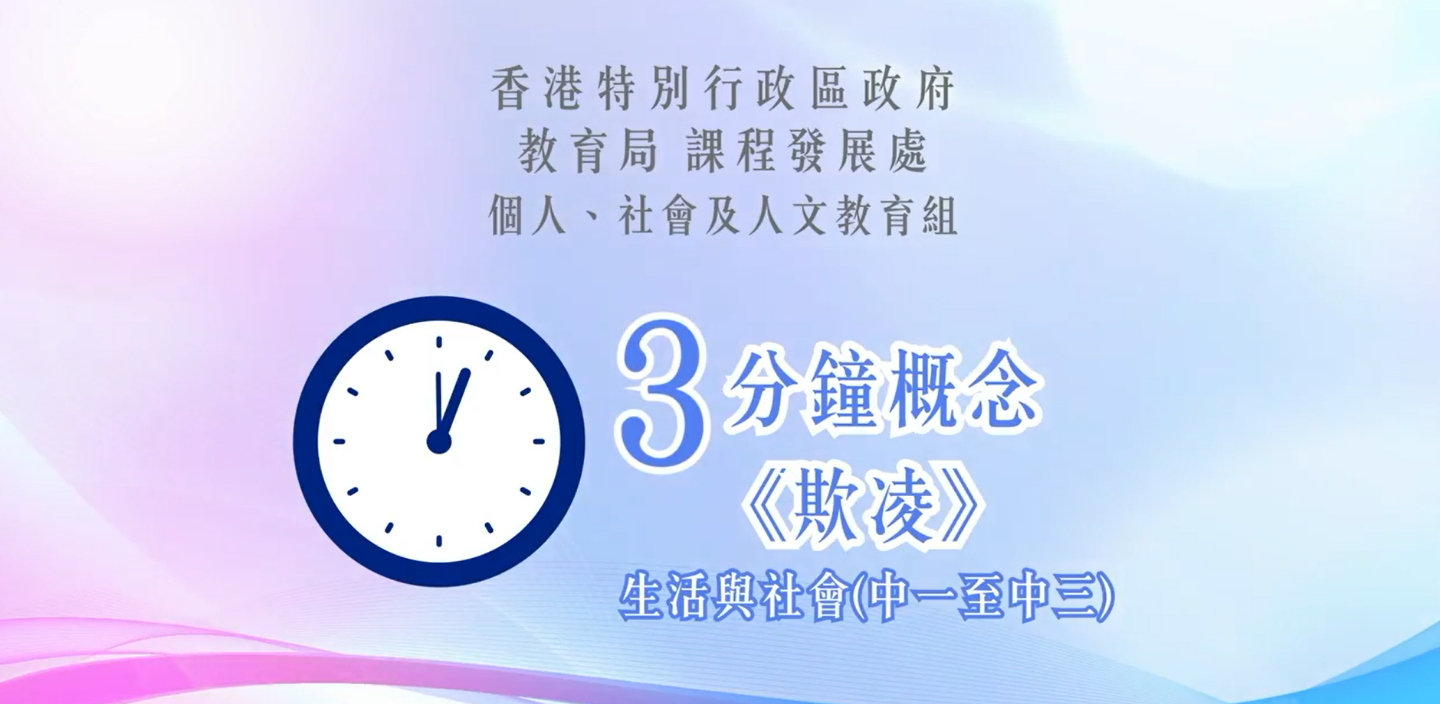 香港特別行政區政府
教育局 課程發展處
個人、社會及人文教育組
3分鐘概念
《欺凌》
生活與社會(中一至中三)